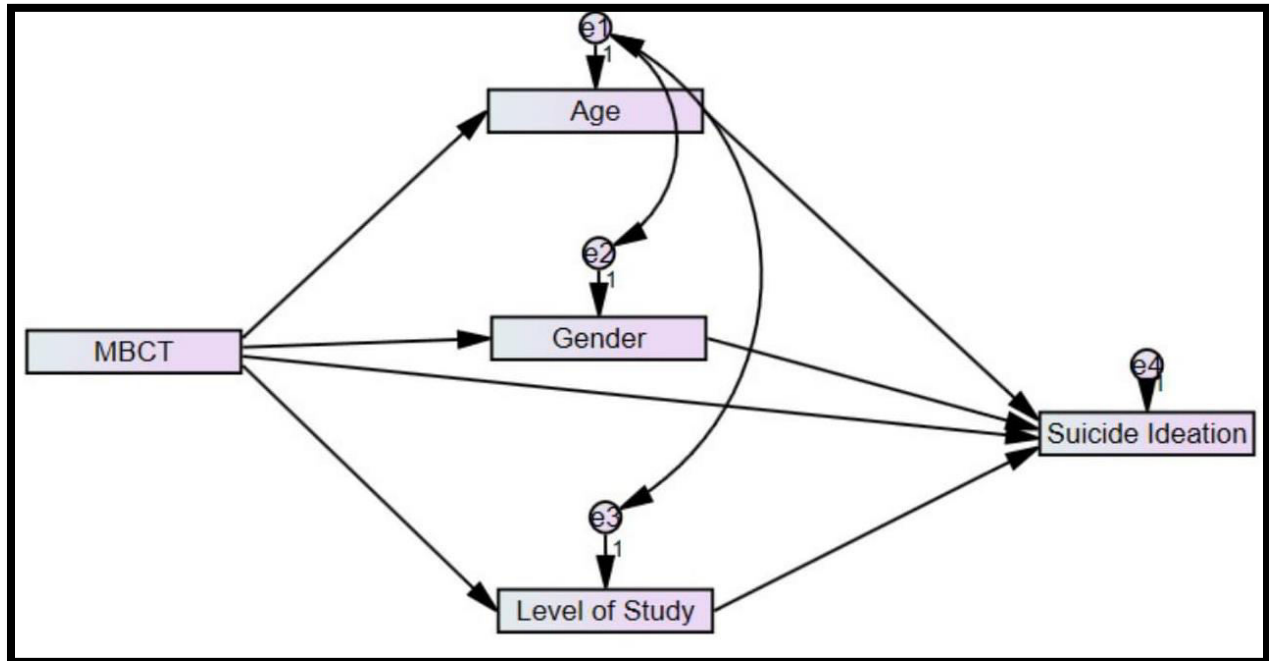 e1
1
Age
e2
1
Gender
MBCT
e4
1
Suicide Ideation
e3
1
Level of Study